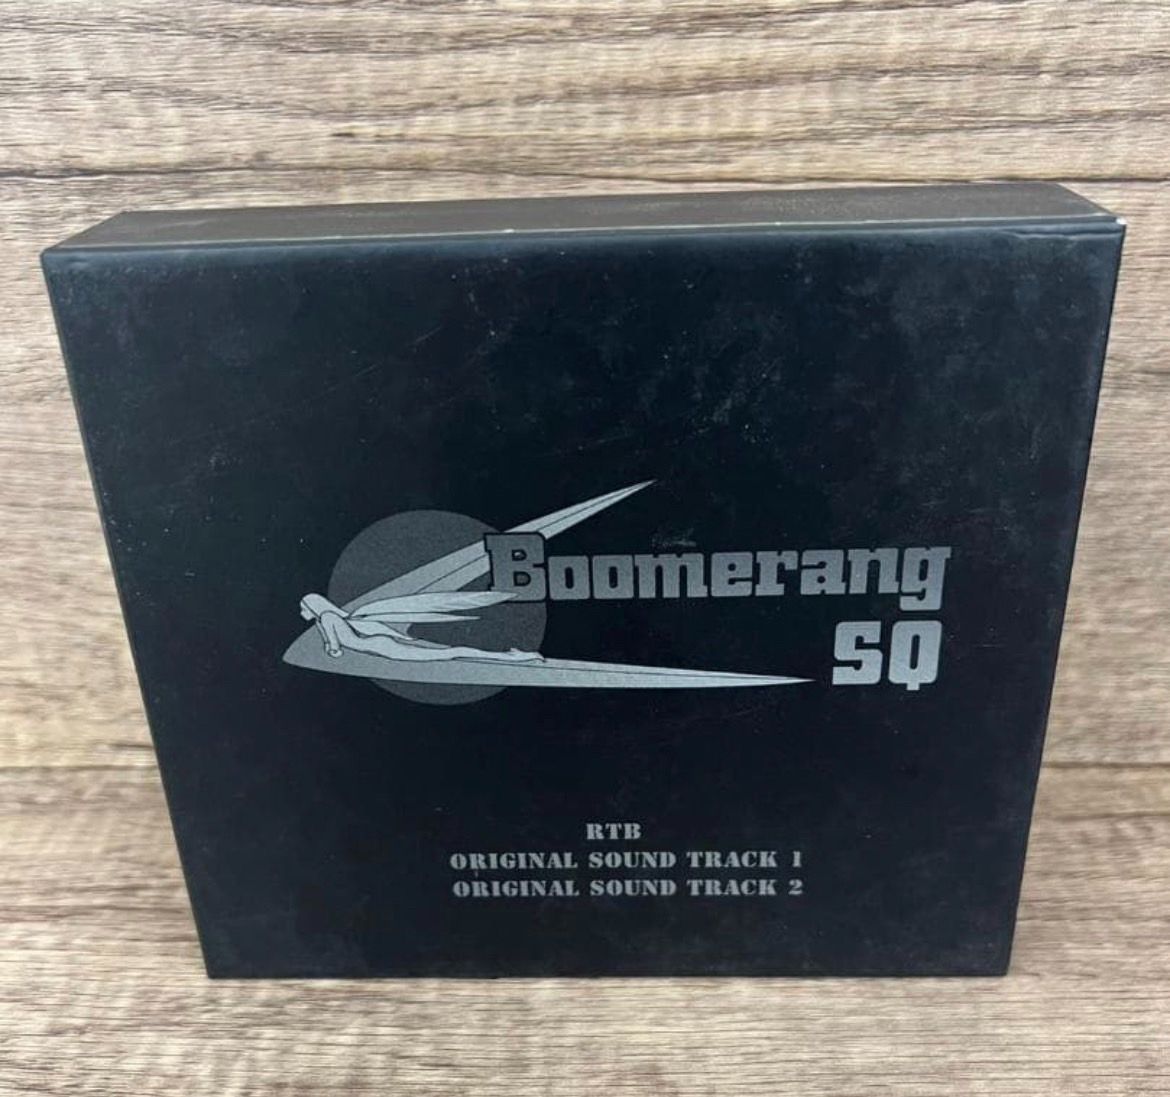 Boomerang
SQ
RTB
ORIGINAL SOUND TRACK 1
ORIGINAL SOUND TRACK 2